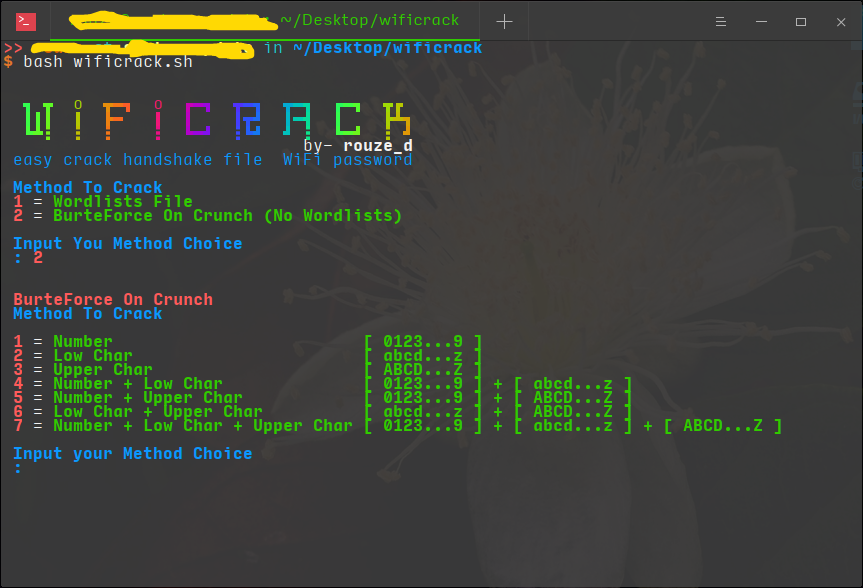 ~/Desktop/wificrack
>> in ~/Desktop/wificrack
$ bash wificrack.sh
WiFiCRACK
by- rouze_d
easy crack handshake file WiFi password
Method To Crack
1 = Wordlists File
2 = BurteForce On Crunch (No Wordlists)
Input You Method Choice
: 2
BurteForce On Crunch
Method To Crack
1 = Number [ 0123...9 ]
2 = Low Char [ abcd...z ]
3 = Upper Char [ ABCD...Z ]
4 = Number + Low Char [ 0123...9 ] + [ abcd...z ]
5 = Number + Upper Char [ 0123...9 ] + [ ABCD...Z ]
6 = Low Char + Upper Char [ abcd...z ] + [ ABCD...Z ]
7 = Number + Low Char + Upper Char [ 0123...9 ] + [ abcd...z ] + [ ABCD...Z ]
Input your Method Choice
: